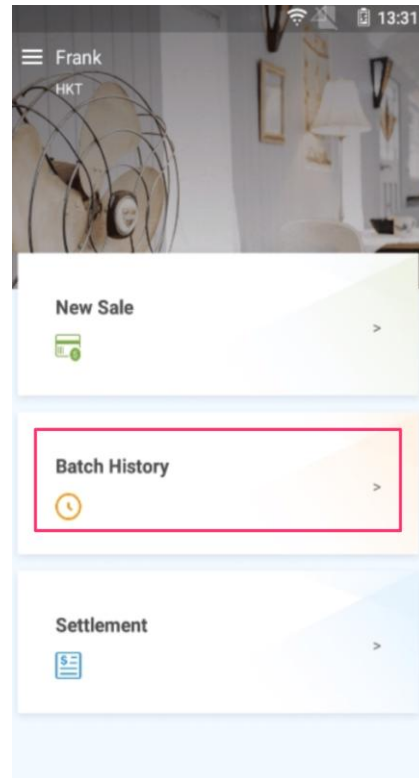 13:31
Frank
HKT
New Sale
>
Batch History
>
Settlement
>